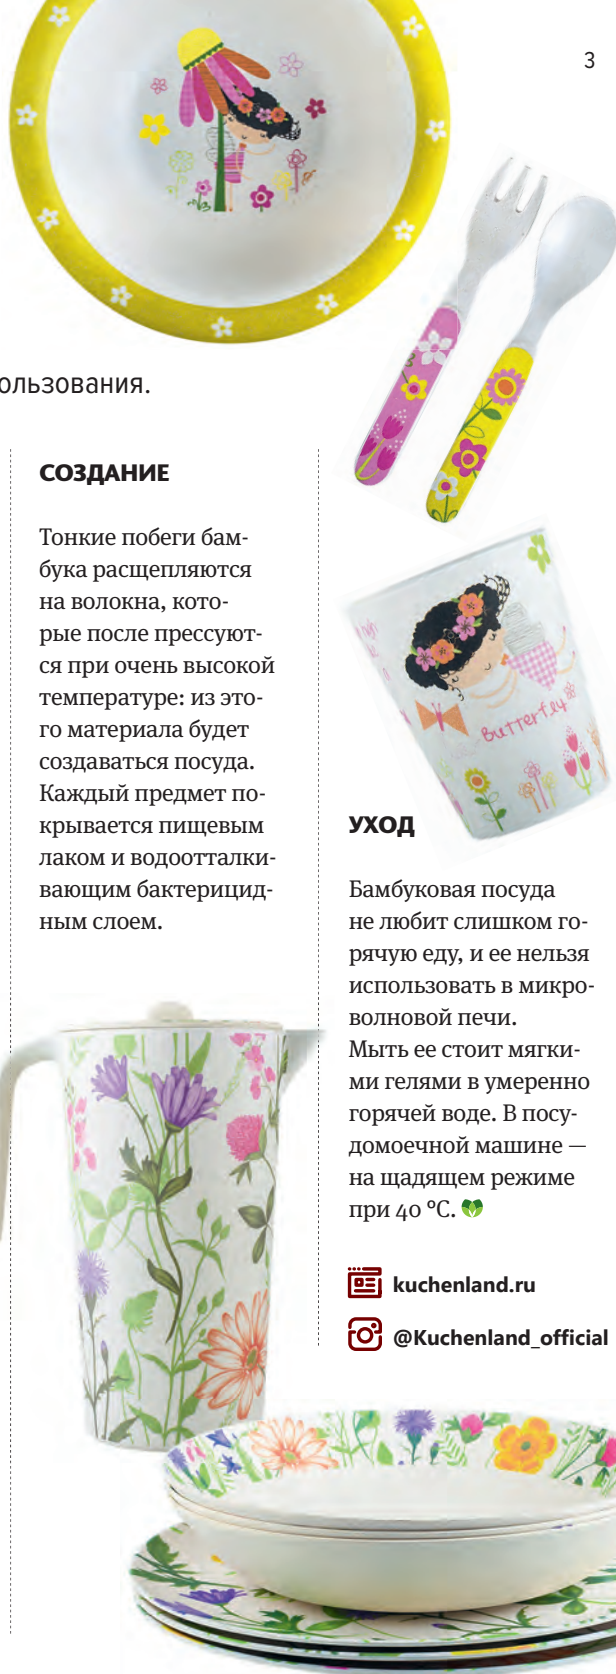 3
ользования.
СОЗДАНИЕ
Тонкие побеги бам-
бука расщепляются
на волокна, кото-
рые после прессуют-
ся при очень высокой
температуре: из это-
го материала будет
создаваться посуда.
Каждый предмет по-
крывается пищевым
лаком и водоотталки-
вающим бактерицид-
ным слоем.
Butterfly
УХОД
Бамбуковая посуда
не любит слишком го-
рячую еду, и ее нельзя
использовать в микро-
волновой печи.
Мыть ее стоит мягки-
ми гелями в умеренно
горячей воде. В посу-
домоечной машине —
на щадящем режиме
при 40 °C.
kuchenland.ru
@Kuchenland_official